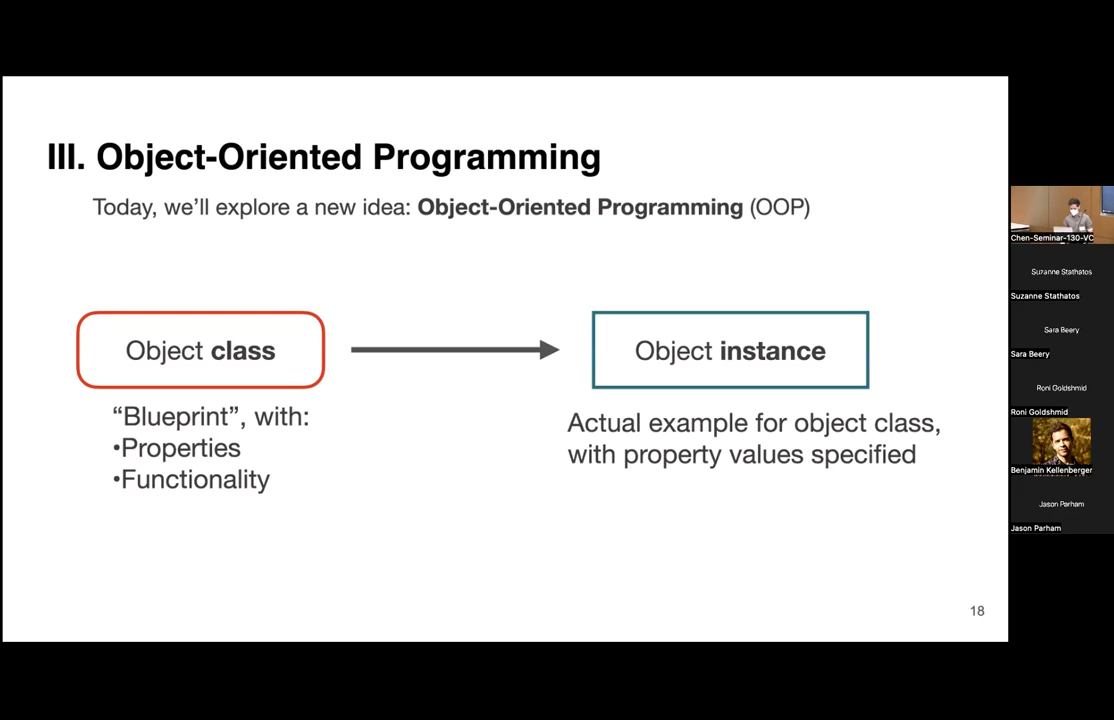 III. Object-Oriented Programming
Today, we’ll explore a new idea: Object-Oriented Programming (OOP)
Object class
Object instance
“Blueprint”, with:
•Properties
•Functionality
Actual example for object class,
with property values specified
18
Chen-Seminar-130-VC
Suzanne Stathatos
Suzanne Stathatos
Sara Beery
Sara Beery
Roni Goldshmid
Roni Goldshmid
Benjamin Kellenberger
Jason Parham
Jason Parham